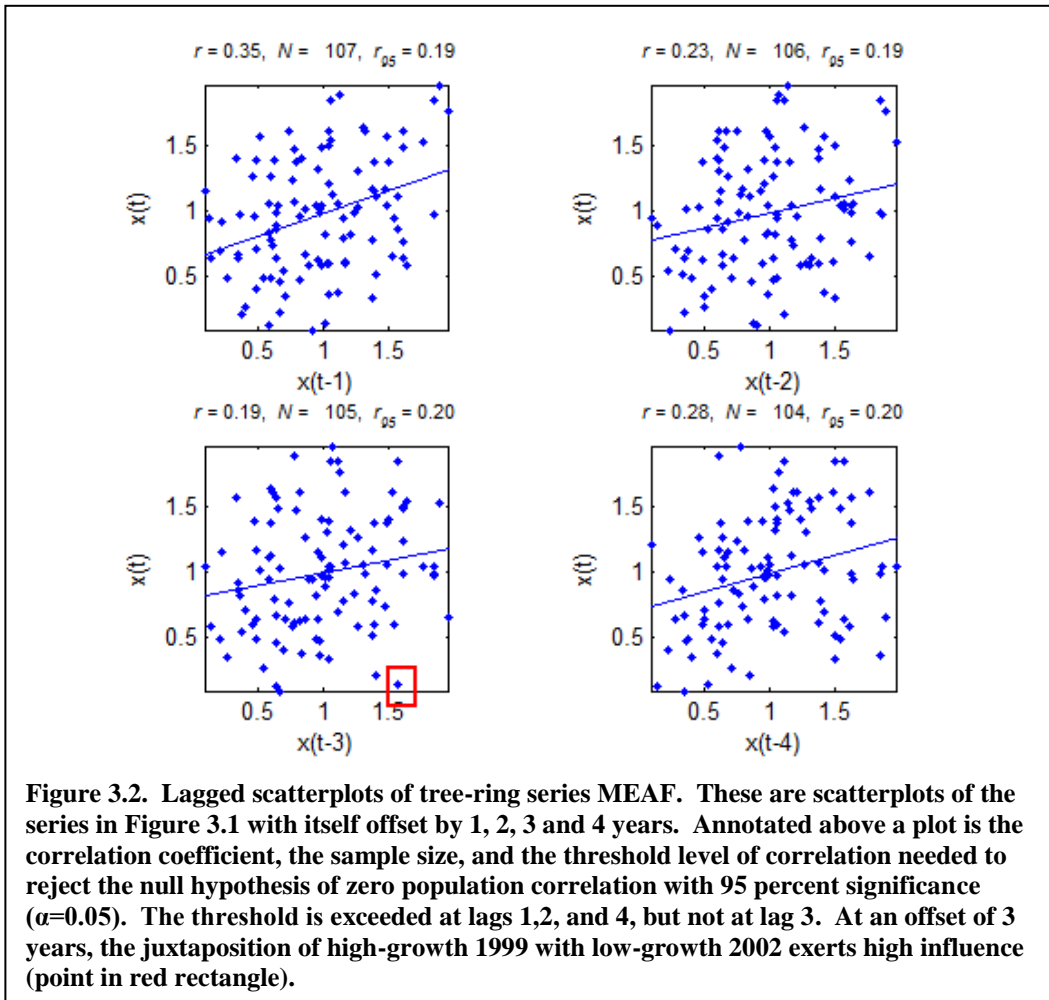 r = 0.35, N = 107, r95 = 0.19
r = 0.23, N = 106, r95 = 0.19
1.5
1
0.5
x(t)
0.5 1 1.5
x(t-1)
1.5
1
0.5
x(t)
0.5 1 1.5
x(t-2)
r = 0.19, N = 105, r95 = 0.20
r = 0.28, N = 104, r95 = 0.20
1.5
1
0.5
x(t)
0.5 1 1.5
x(t-3)
1.5
1
0.5
x(t)
0.5 1 1.5
x(t-4)
Figure 3.2. Lagged scatterplots of tree-ring series MEAF. These are scatterplots of the
series in Figure 3.1 with itself offset by 1, 2, 3 and 4 years. Annotated above a plot is the
correlation coefficient, the sample size, and the threshold level of correlation needed to
reject the null hypothesis of zero population correlation with 95 percent significance
(α=0.05). The threshold is exceeded at lags 1,2, and 4, but not at lag 3. At an offset of 3
years, the juxtaposition of high-growth 1999 with low-growth 2002 exerts high influence
(point in red rectangle).